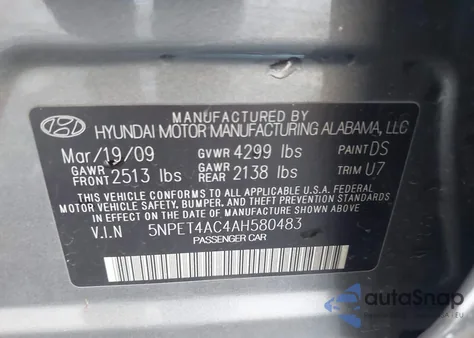 MANUFACTURED BY
HYUNDAI MOTOR MANUFACTURING ALABAMA, LLC
Mar/19/09 GVWR 4299 lbs PAINT DS
GAWR FRONT 2513 lbs GAWR REAR 2138 lbs TRIM U7
THIS VEHICLE CONFORMS TO ALL APPLICABLE U.S.A. FEDERAL
MOTOR VEHICLE SAFETY, BUMPER, AND THEFT PREVENTION STANDARDS
IN EFFECT ON THE DATE OF MANUFACTURE SHOWN ABOVE.
V.I.N 5NPET4AC4AH580483
PASSENGER CAR
autoSnap